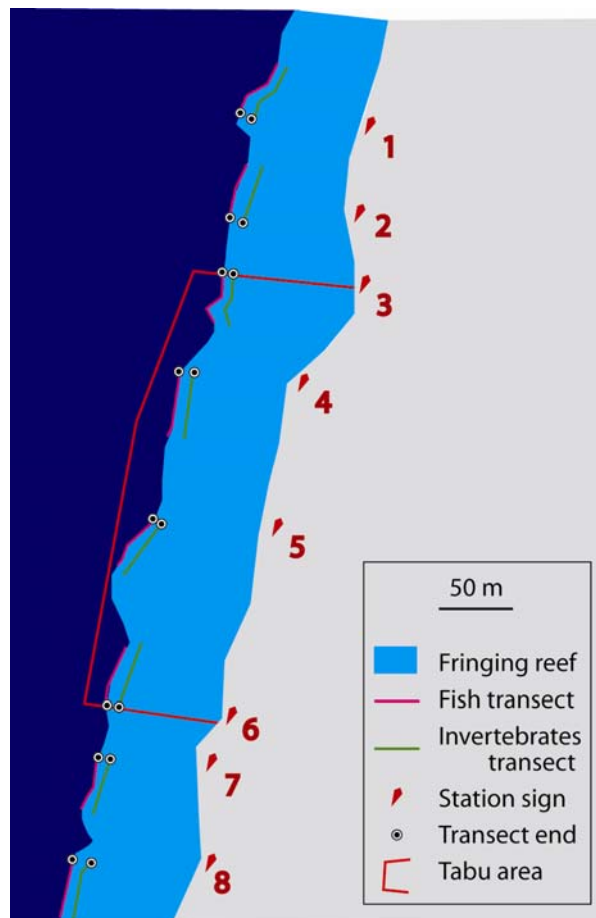 1
2
3
4
5
6
7
8
50 m
Fringing reef
Fish transect
Invertebrates
transect
Station sign
Transect end
Tabu area